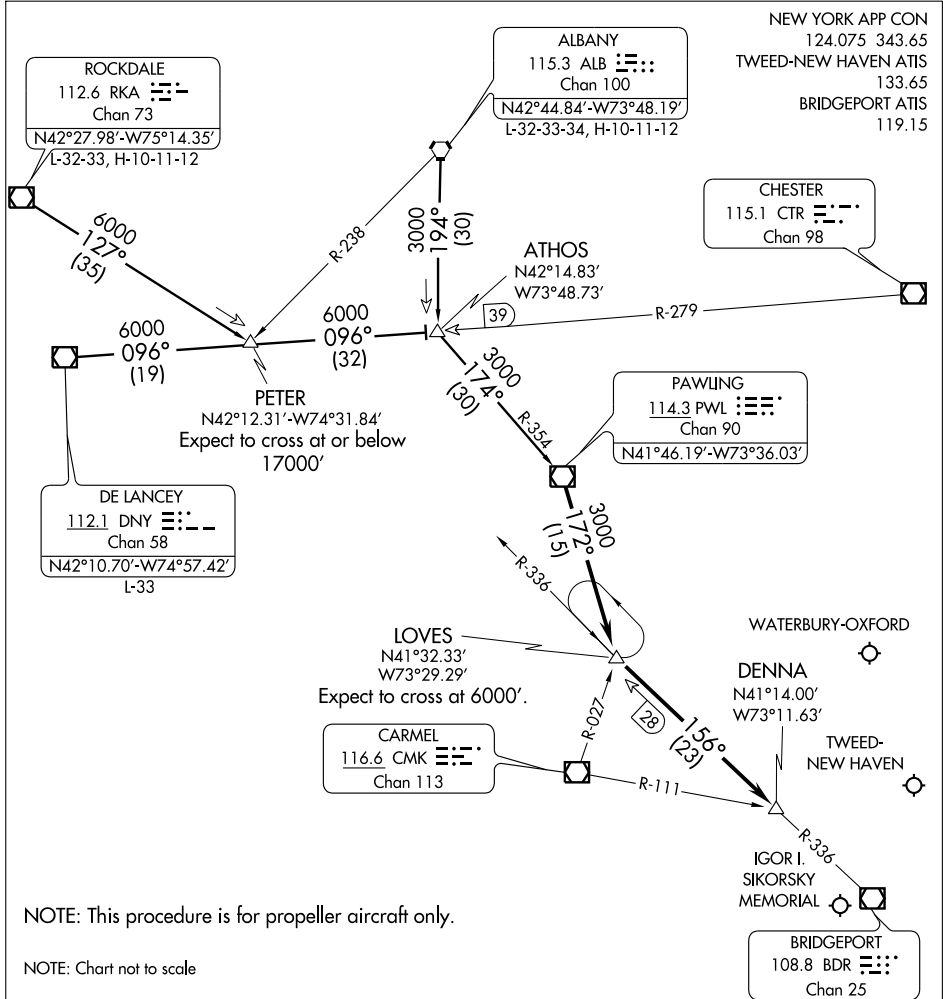 NEW YORK APP CON
124.075 343.65
TWEED-NEW HAVEN ATIS
133.65
BRIDGEPORT ATIS
119.15
ROCKDALE
112.6 RKA
Chan 73
N42°27.98'-W75°14.35'
L-32-33, H-10-11-12
ALBANY
115.3 ALB
Chan 100
N42°44.84'-W73°48.19'
L-32-33-34, H-10-11-12
CHESTER
115.1 CTR
Chan 98
6000
127°
(35)
R-238
3000
194°
(30)
ATHOS
N42°14.83'
W73°48.73'
39
R-279
6000
096°
(19)
6000
096°
(32)
PETER
N42°12.31'-W74°31.84'
Expect to cross at or below
17000'
3000
174°
(30)
R-354
PAWLING
114.3 PWL
Chan 90
N41°46.19'-W73°36.03'
DE LANCEY
112.1 DNY
Chan 58
N42°10.70'-W74°57.42'
L-33
3000
172°
(15)
R-336
LOVES
N41°32.33'
W73°29.29'
Expect to cross at 6000'.
WATERBURY-OXFORD
DENNA
N41°14.00'
W73°11.63'
R-027
28
156°
(23)
CARMEL
116.6 CMK
Chan 113
R-111
TWEED-
NEW HAVEN
R-336
IGOR I.
SIKORSKY
MEMORIAL
BRIDGEPORT
108.8 BDR
Chan 25
NOTE: This procedure is for propeller aircraft only.
NOTE: Chart not to scale